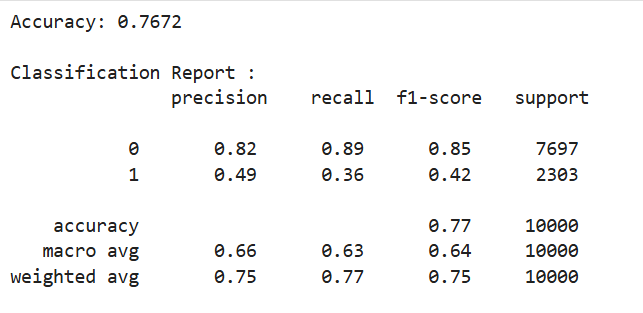 Accuracy: 0.7672
Classification Report :
precision recall f1-score support
0 0.82 0.89 0.85 7697
1 0.49 0.36 0.42 2303
accuracy 0.77 10000
macro avg 0.66 0.63 0.64 10000
weighted avg 0.75 0.77 0.75 10000